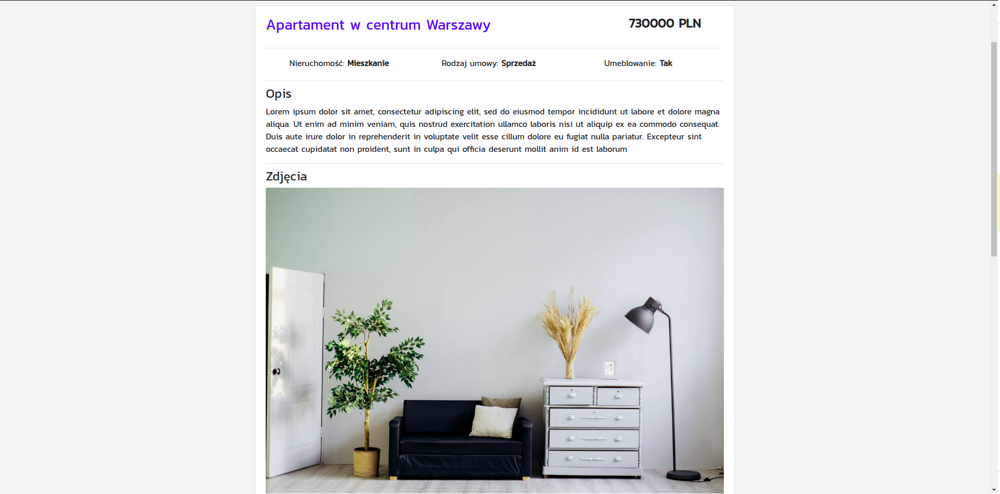 Apartament w centrum Warszawy 730000 PLN
Nieruchomość: Mieszkanie Rodzaj umowy: Sprzedaż Umeblowanie: Tak
Opis
Lorem ipsum dolor sit amet, consectetur adipiscing elit, sed do eiusmod tempor incididunt ut labore et dolore magna
aliqua. Ut enim ad minim veniam, quis nostrud exercitation ullamco laboris nisi ut aliquip ex ea commodo consequat.
Duis aute irure dolor in reprehenderit in voluptate velit esse cillum dolore eu fugiat nulla pariatur. Excepteur sint
occaecat cupidatat non proident, sunt in culpa qui officia deserunt mollit anim id est laborum
Zdjęcia